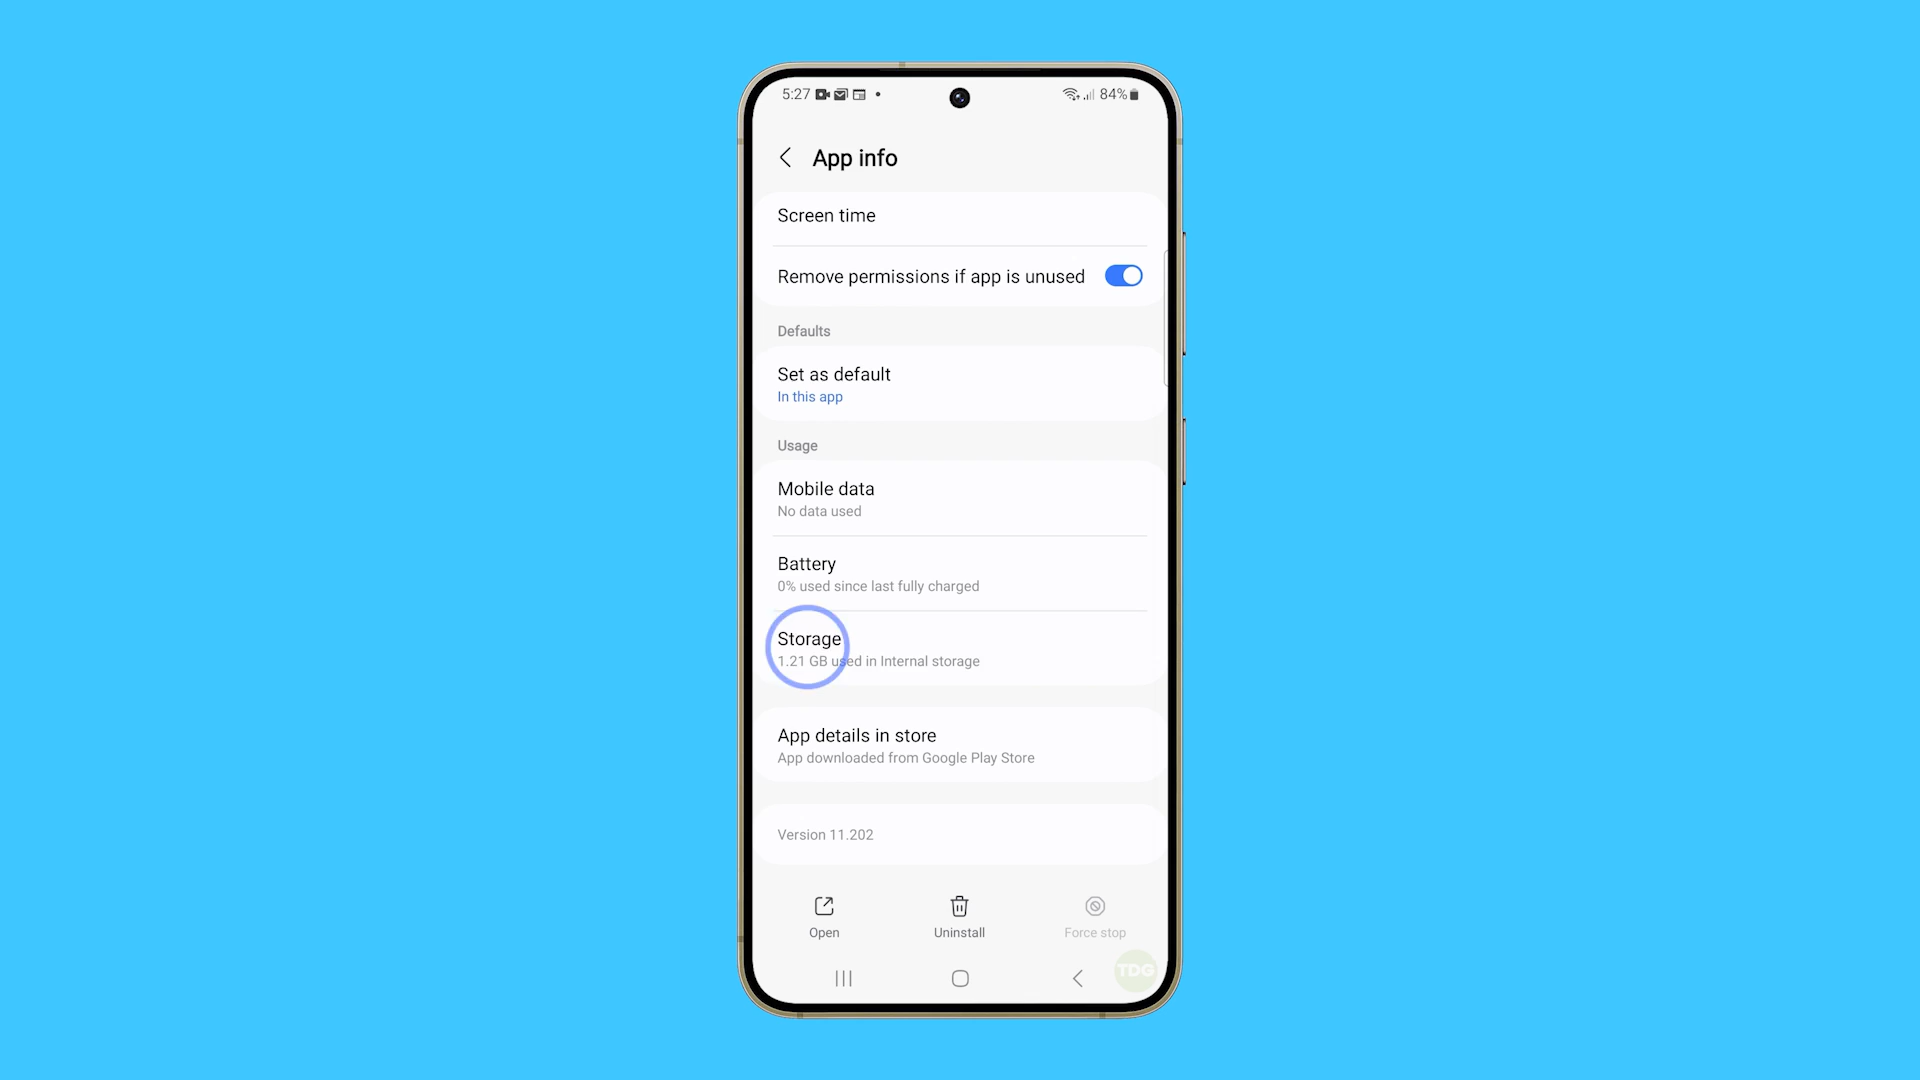 5:27
84%
App info
Screen time
Remove permissions if app is unused
Defaults
Set as default
In this app
Usage
Mobile data
No data used
Battery
0% used since last fully charged
Storage
1.21 GB used in Internal storage
App details in store
App downloaded from Google Play Store
Version 11.202
Open
Uninstall
Force stop
TDG